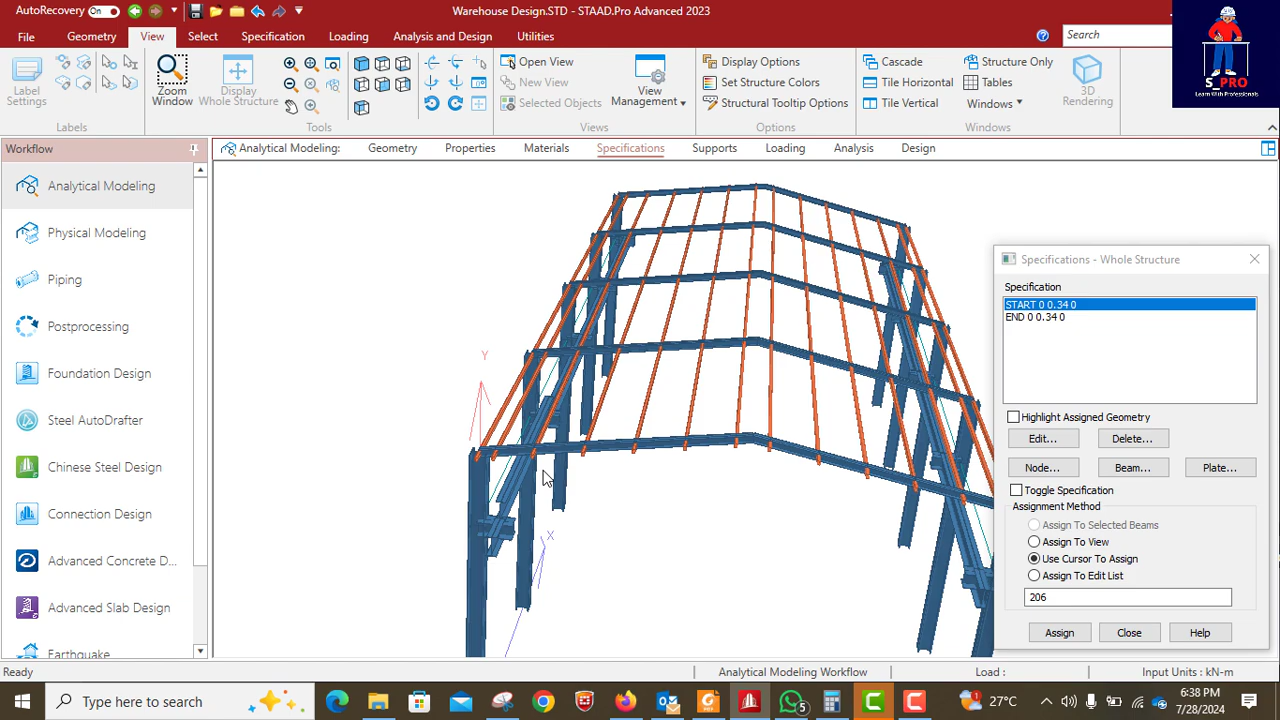 AutoRecovery On
Warehouse Design.STD - STAAD.Pro Advanced 2023
File Geometry View Select Specification Loading Analysis and Design Utilities
Search
S_PRO
Learn With Professionals
Label Settings
Labels
Zoom Window
Display Whole Structure
Tools
Open View
New View
Selected Objects
View Management
Views
Display Options
Set Structure Colors
Structural Tooltip Options
Options
Cascade
Tile Horizontal
Tile Vertical
Structure Only
Tables
Windows
Windows
3D Rendering
Workflow
Analytical Modeling: Geometry Properties Materials Specifications Supports Loading Analysis Design
Analytical Modeling
Physical Modeling
Piping
Postprocessing
Foundation Design
Steel AutoDrafter
Chinese Steel Design
Connection Design
Advanced Concrete D...
Advanced Slab Design
Earthquake
Y
X
Specifications - Whole Structure
Specification
START 0 0.34 0
END 0 0.34 0
Highlight Assigned Geometry
Edit... Delete...
Node... Beam... Plate...
Toggle Specification
Assignment Method
Assign To Selected Beams
Assign To View
Use Cursor To Assign
Assign To Edit List
206
Assign Close Help
Ready
Analytical Modeling Workflow
Load :
Input Units : kN-m
Type here to search
5
27°C
6:38 PM
7/28/2024